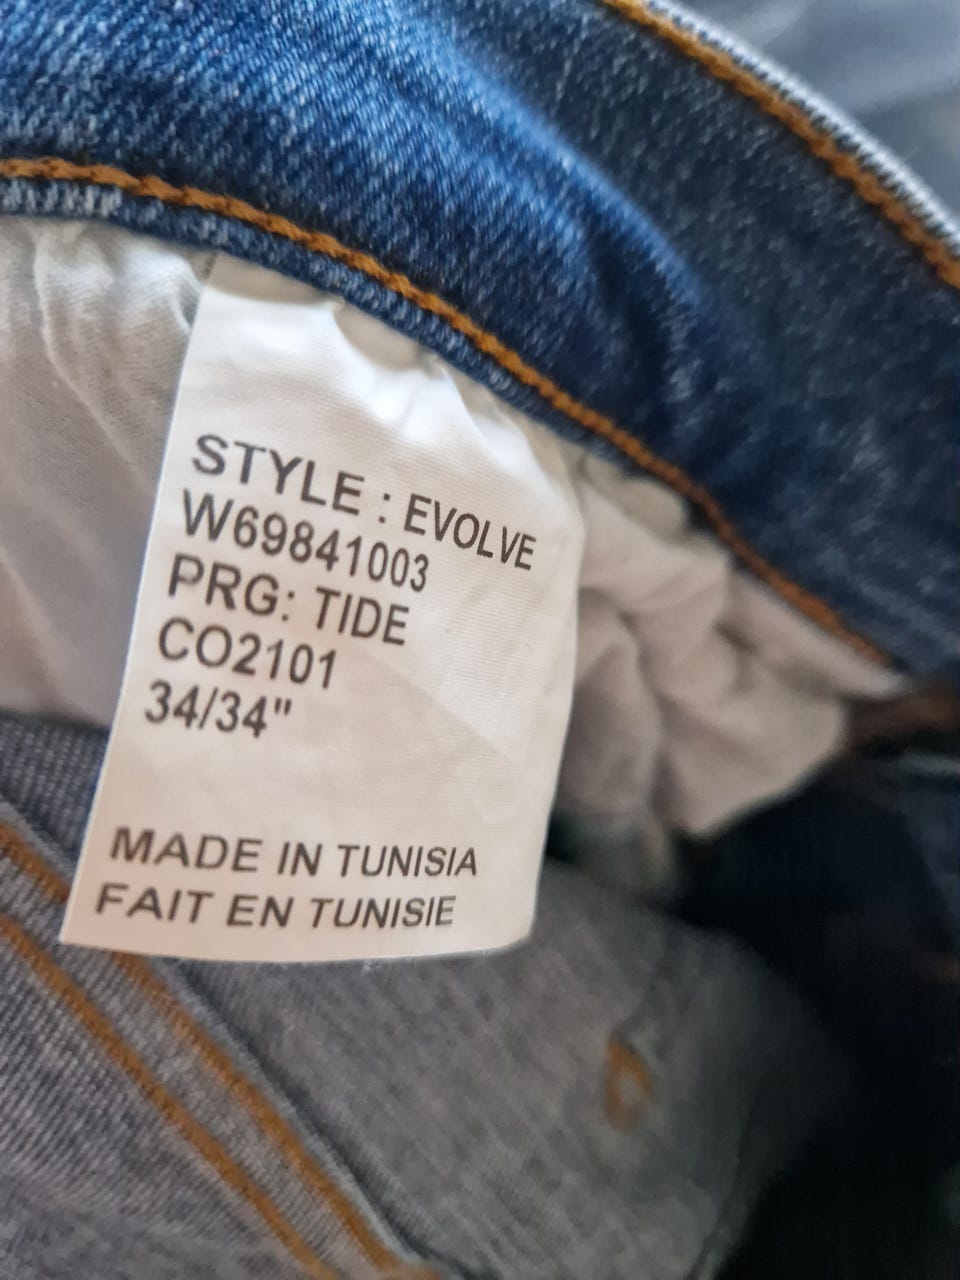 STYLE : EVOLVE
W69841003
PRG: TIDE
CO2101
34/34"
MADE IN TUNISIA
FAIT EN TUNISIE